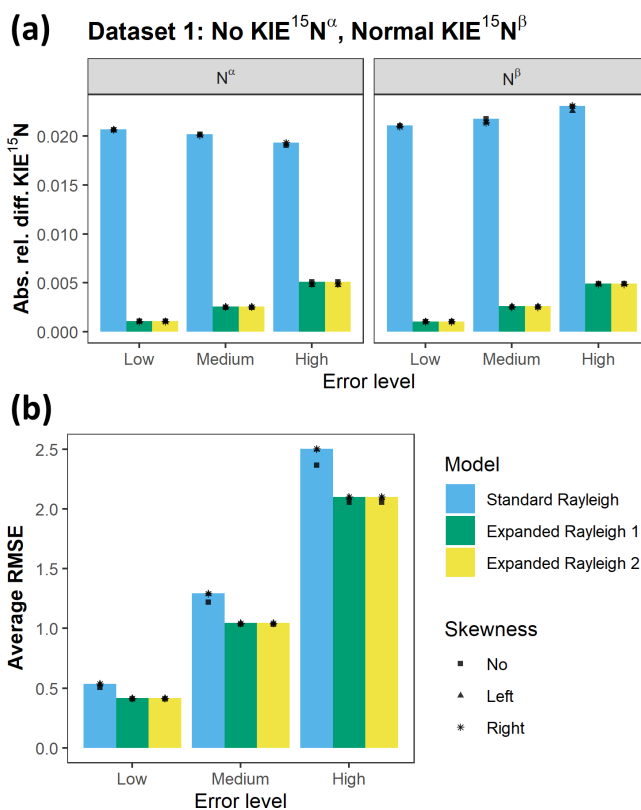 (a) Dataset 1: No KIE¹⁵Nᵅ, Normal KIE¹⁵Nᵝ
Nᵅ Nᵝ
Abs. rel. diff. KIE¹⁵N
0.020
0.015
0.010
0.005
0.000
Low Medium High Low Medium High
Error level
(b)
Average RMSE
2.5
2.0
1.5
1.0
0.5
0.0
Low Medium High
Error level
Model
Standard Rayleigh
Expanded Rayleigh 1
Expanded Rayleigh 2
Skewness
No
Left
Right